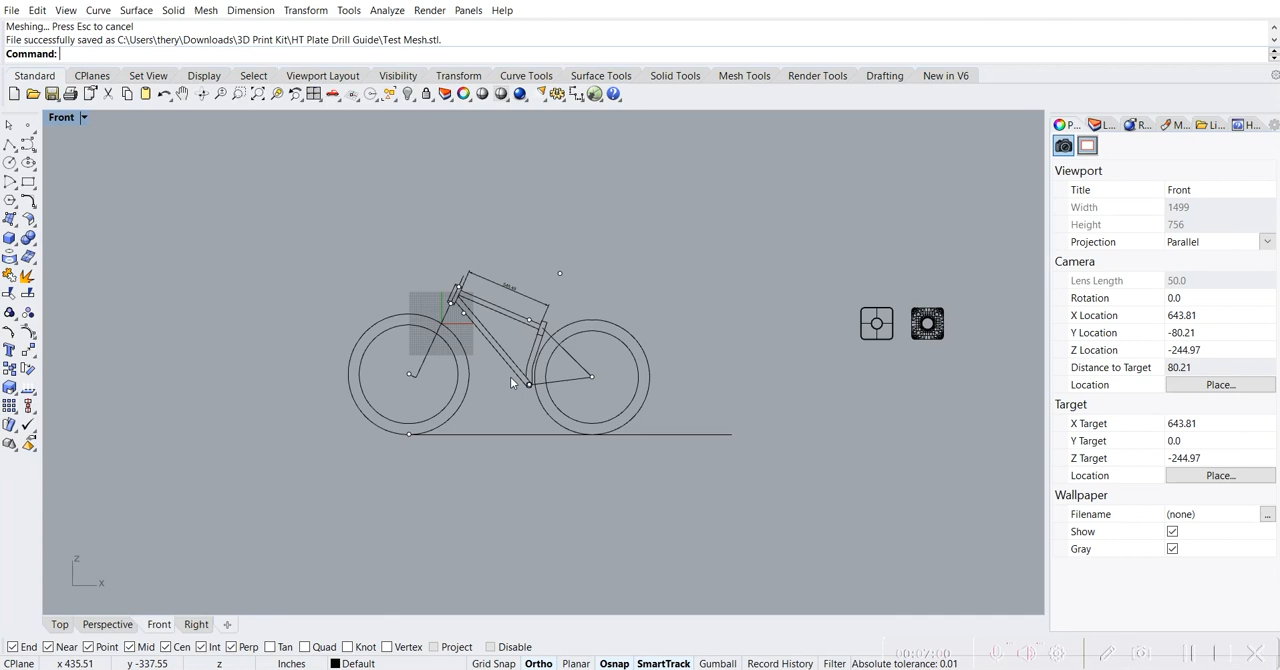 File Edit View Curve Surface Solid Mesh Dimension Transform Tools Analyze Render Panels Help
Meshing... Press Esc to cancel
File successfully saved as C:\Users\thery\Downloads\3D Print Kit\HT Plate Drill Guide\Test Mesh.stl.
Command:
Standard CPlanes Set View Display Select Viewport Layout Visibility Transform Curve Tools Surface Tools Solid Tools Mesh Tools Render Tools Drafting New in V6
Front
P... L... R... M... Li... H...
Viewport
Title Front
Width 1499
Height 756
Projection Parallel
Camera
Lens Length 50.0
Rotation 0.0
X Location 643.81
Y Location -80.21
Z Location -244.97
Distance to Target 80.21
Location Place...
Target
X Target 643.81
Y Target 0.0
Z Target -244.97
Location Place...
Wallpaper
Filename (none) ...
Show
Gray
z
x
Top Perspective Front Right
End Near Point Mid Cen Int Perp Tan Quad Knot Vertex Project Disable
CPlane x 435.51 y -337.55 z Inches Default Grid Snap Ortho Planar Osnap SmartTrack Gumball Record History Filter Absolute tolerance: 0.01